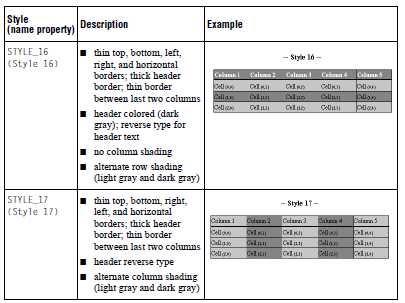 Style
(name property)
Description
Example
STYLE_16
(Style 16)
■ thin top, bottom, left,
right, and horizontal
borders; thick header
border; thin border
between last two columns
■ header colored (dark
gray); reverse type for
header text
■ no column shading
■ alternate row shading
(light gray and dark gray)
-- Style 16 --
Column 1 Column 2 Column 3 Column 4 Column 5
STYLE_17
(Style 17)
■ thin top, bottom, right,
left, and horizontal
borders; thick header
border; thin border
between last two columns
■ header reverse type
■ alternate column shading
(light gray and dark gray)
-- Style 17 --
Column 1 Column 2 Column 3 Column 4 Column 5